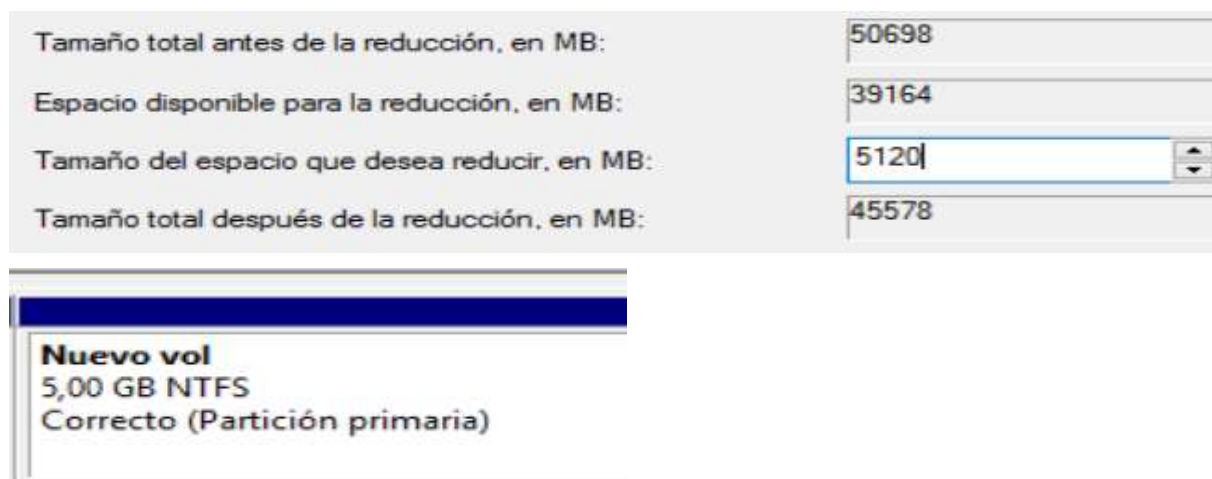 Tamaño total antes de la reducción, en MB: 50698
Espacio disponible para la reducción, en MB: 39164
Tamaño del espacio que desea reducir, en MB: 5120
Tamaño total después de la reducción, en MB: 45578
Nuevo vol
5,00 GB NTFS
Correcto (Partición primaria)